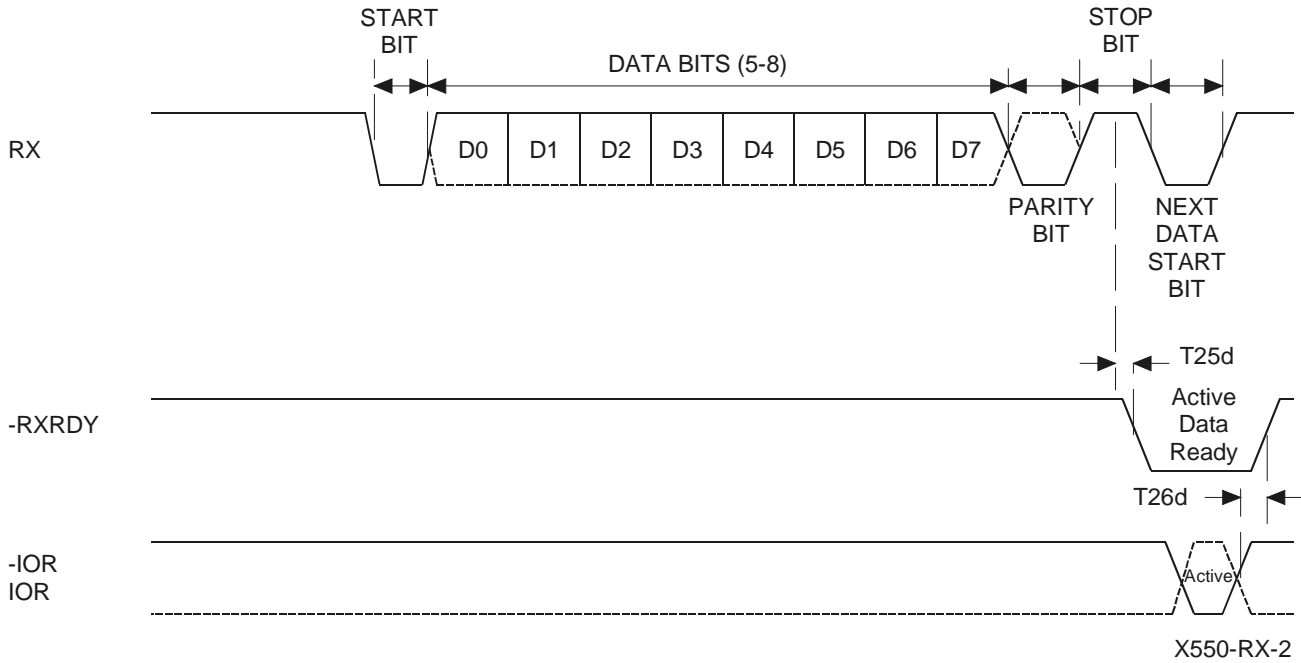 START
BIT
DATA BITS (5-8)
STOP
BIT
RX
D0 D1 D2 D3 D4 D5 D6 D7
PARITY
BIT
NEXT
DATA
START
BIT
T25d
-RXRDY
Active
Data
Ready
T26d
-IOR
IOR
Active
X550-RX-2